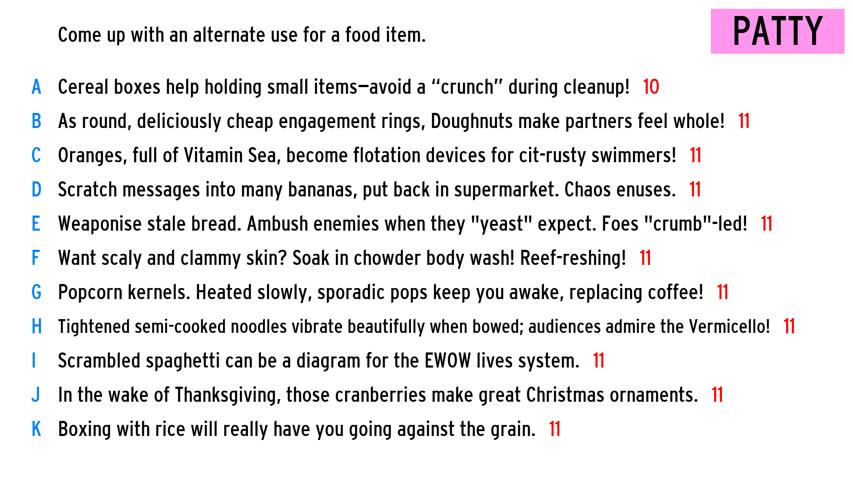 PATTY
Come up with an alternate use for a food item.
A Cereal boxes help holding small items—avoid a “crunch” during cleanup! 10
B As round, deliciously cheap engagement rings, Doughnuts make partners feel whole! 11
C Oranges, full of Vitamin Sea, become flotation devices for cit-rusty swimmers! 11
D Scratch messages into many bananas, put back in supermarket. Chaos enuses. 11
E Weaponise stale bread. Ambush enemies when they "yeast" expect. Foes "crumb"-led! 11
F Want scaly and clammy skin? Soak in chowder body wash! Reef-reshing! 11
G Popcorn kernels. Heated slowly, sporadic pops keep you awake, replacing coffee! 11
H Tightened semi-cooked noodles vibrate beautifully when bowed; audiences admire the Vermicello! 11
I Scrambled spaghetti can be a diagram for the EWOW lives system. 11
J In the wake of Thanksgiving, those cranberries make great Christmas ornaments. 11
K Boxing with rice will really have you going against the grain. 11